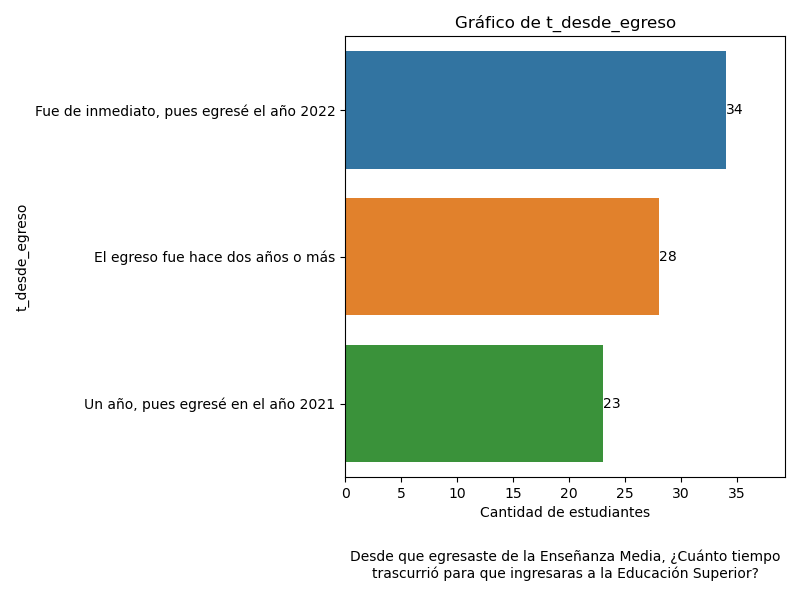 Gráfico de t_desde_egreso
Fue de inmediato, pues egresé el año 2022
34
El egreso fue hace dos años o más
28
Un año, pues egresé en el año 2021
23
t_desde_egreso
0 5 10 15 20 25 30 35
Cantidad de estudiantes
Desde que egresaste de la Enseñanza Media, ¿Cuánto tiempo
trascurrió para que ingresaras a la Educación Superior?